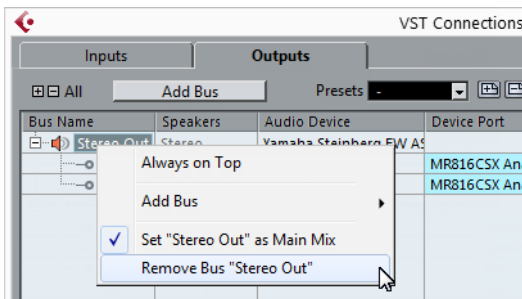 VST Connections
Inputs Outputs
All Add Bus Presets -
Bus Name Speakers Audio Device Device Port
Stereo Out Stereo Yamaha Steinberg FW AS
Always on Top MR816CSX An
MR816CSX An
Add Bus
Set "Stereo Out" as Main Mix
Remove Bus "Stereo Out"